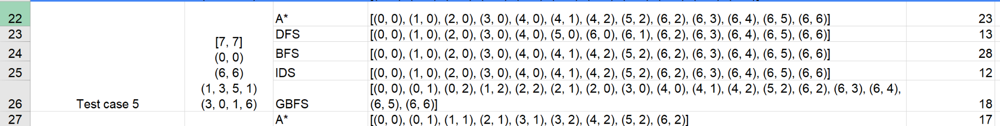 22 A* [(0, 0), (1, 0), (2, 0), (3, 0), (4, 0), (4, 1), (4, 2), (5, 2), (6, 2), (6, 3), (6, 4), (6, 5), (6, 6)] 23
23 DFS [(0, 0), (1, 0), (2, 0), (3, 0), (4, 0), (5, 0), (6, 0), (6, 1), (6, 2), (6, 3), (6, 4), (6, 5), (6, 6)] 13
[7, 7]
24 BFS [(0, 0), (1, 0), (2, 0), (3, 0), (4, 0), (4, 1), (4, 2), (5, 2), (6, 2), (6, 3), (6, 4), (6, 5), (6, 6)] 28
(0, 0)
25 (6, 6) IDS [(0, 0), (1, 0), (2, 0), (3, 0), (4, 0), (4, 1), (4, 2), (5, 2), (6, 2), (6, 3), (6, 4), (6, 5), (6, 6)] 12
(1, 3, 5, 1) [(0, 0), (0, 1), (0, 2), (1, 2), (2, 2), (2, 1), (2, 0), (3, 0), (4, 0), (4, 1), (4, 2), (5, 2), (6, 2), (6, 3), (6, 4),
26 Test case 5 (3, 0, 1, 6) GBFS (6, 5), (6, 6)] 18
27 A* [(0, 0), (0, 1), (1, 1), (2, 1), (3, 1), (3, 2), (4, 2), (5, 2), (6, 2)] 17